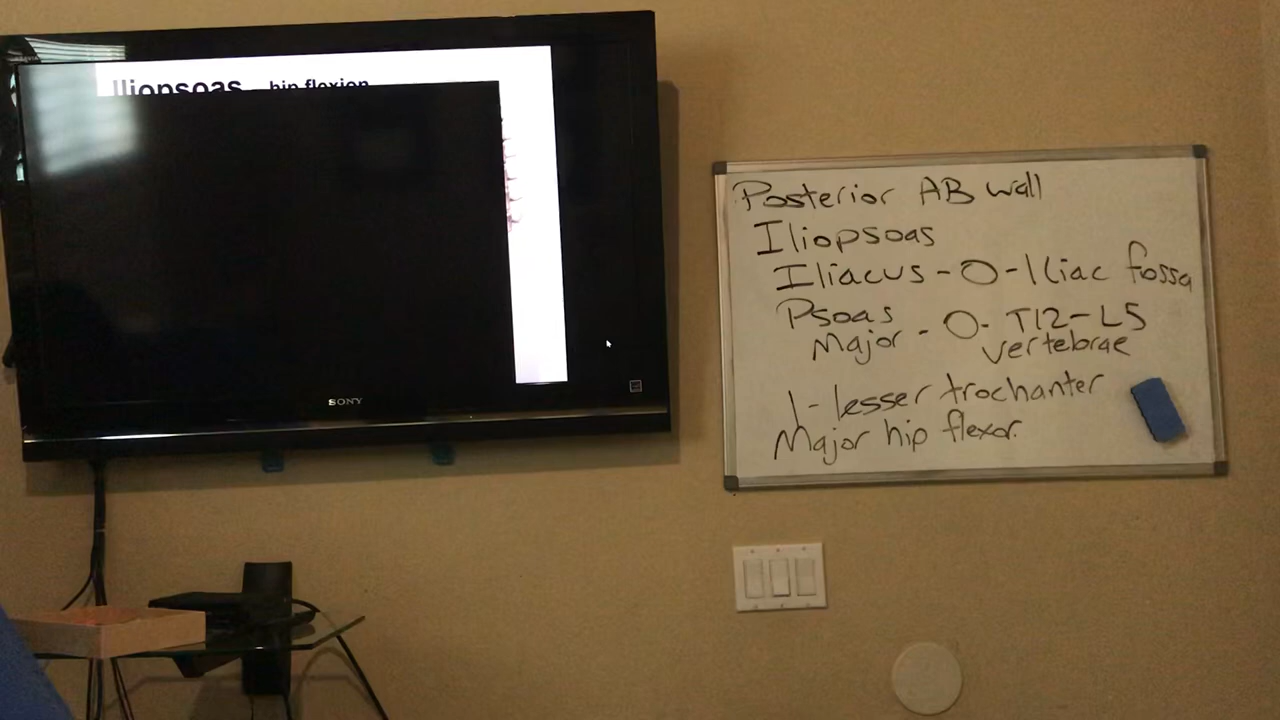 Iliopsoas - hip flexion
SONY
Posterior AB wall
Iliopsoas
Iliacus - O - Iliac fossa
Psoas
Major - O - T12 - L5
vertebrae
I - lesser trochanter
Major hip flexor.